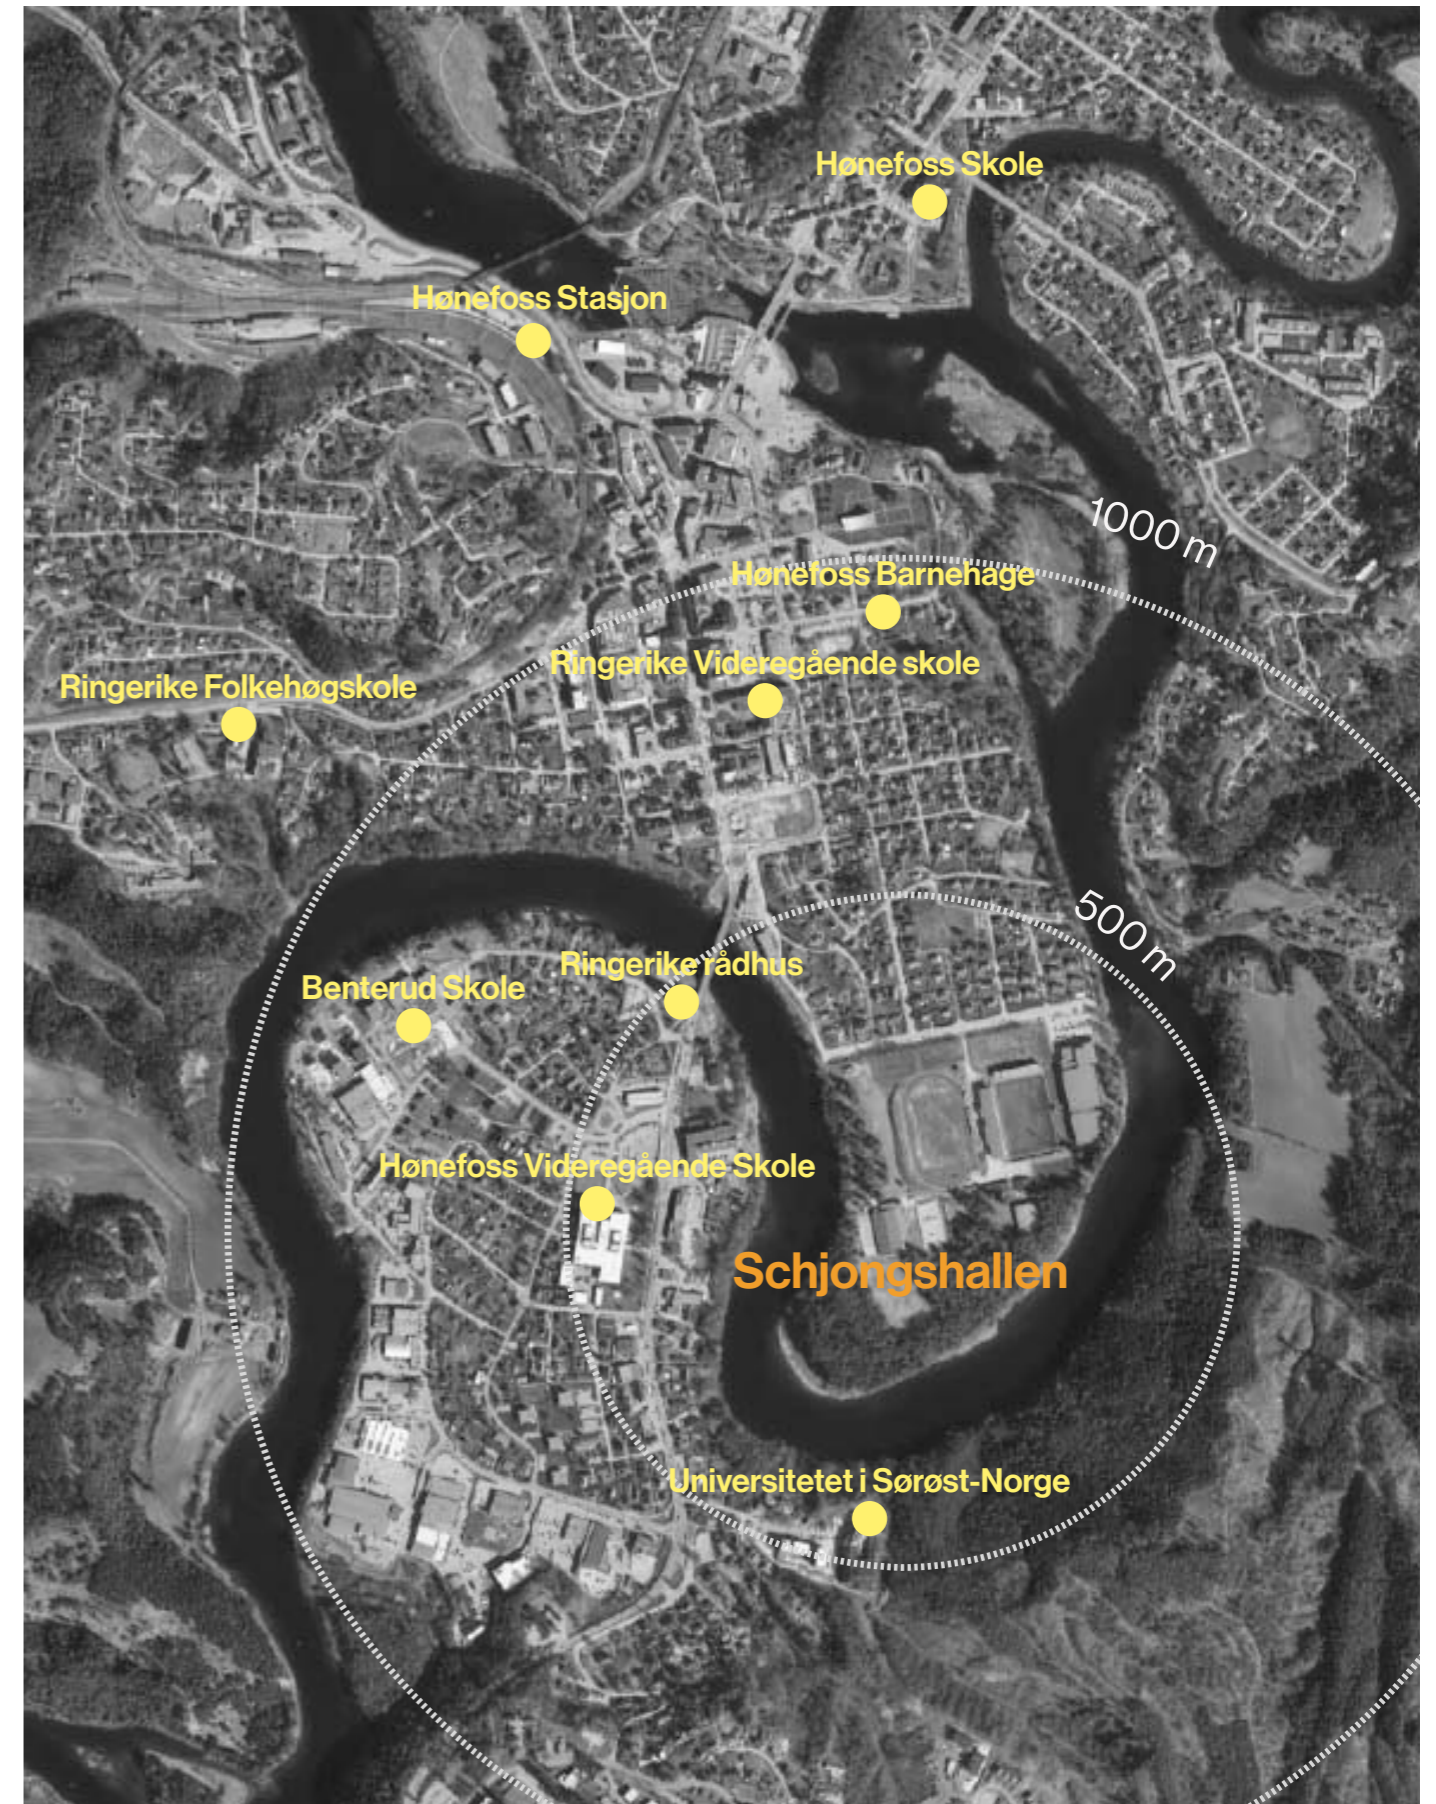 Hønefoss Skole
Hønefoss Stasjon
1000 m
Hønefoss Barnehage
Ringerike Videregående skole
Ringerike Folkehøgskole
500 m
Ringerike rådhus
Benterud Skole
Hønefoss Videregående Skole
Schjongshallen
Universitetet i Sørøst-Norge